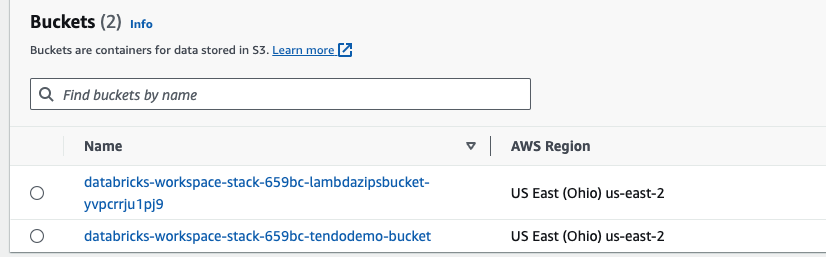 Buckets (2) Info
Buckets are containers for data stored in S3. Learn more
Find buckets by name
Name AWS Region
databricks-workspace-stack-659bc-lambdazipsbucket-
yvpcrrju1pj9 US East (Ohio) us-east-2
databricks-workspace-stack-659bc-tendodemo-bucket US East (Ohio) us-east-2